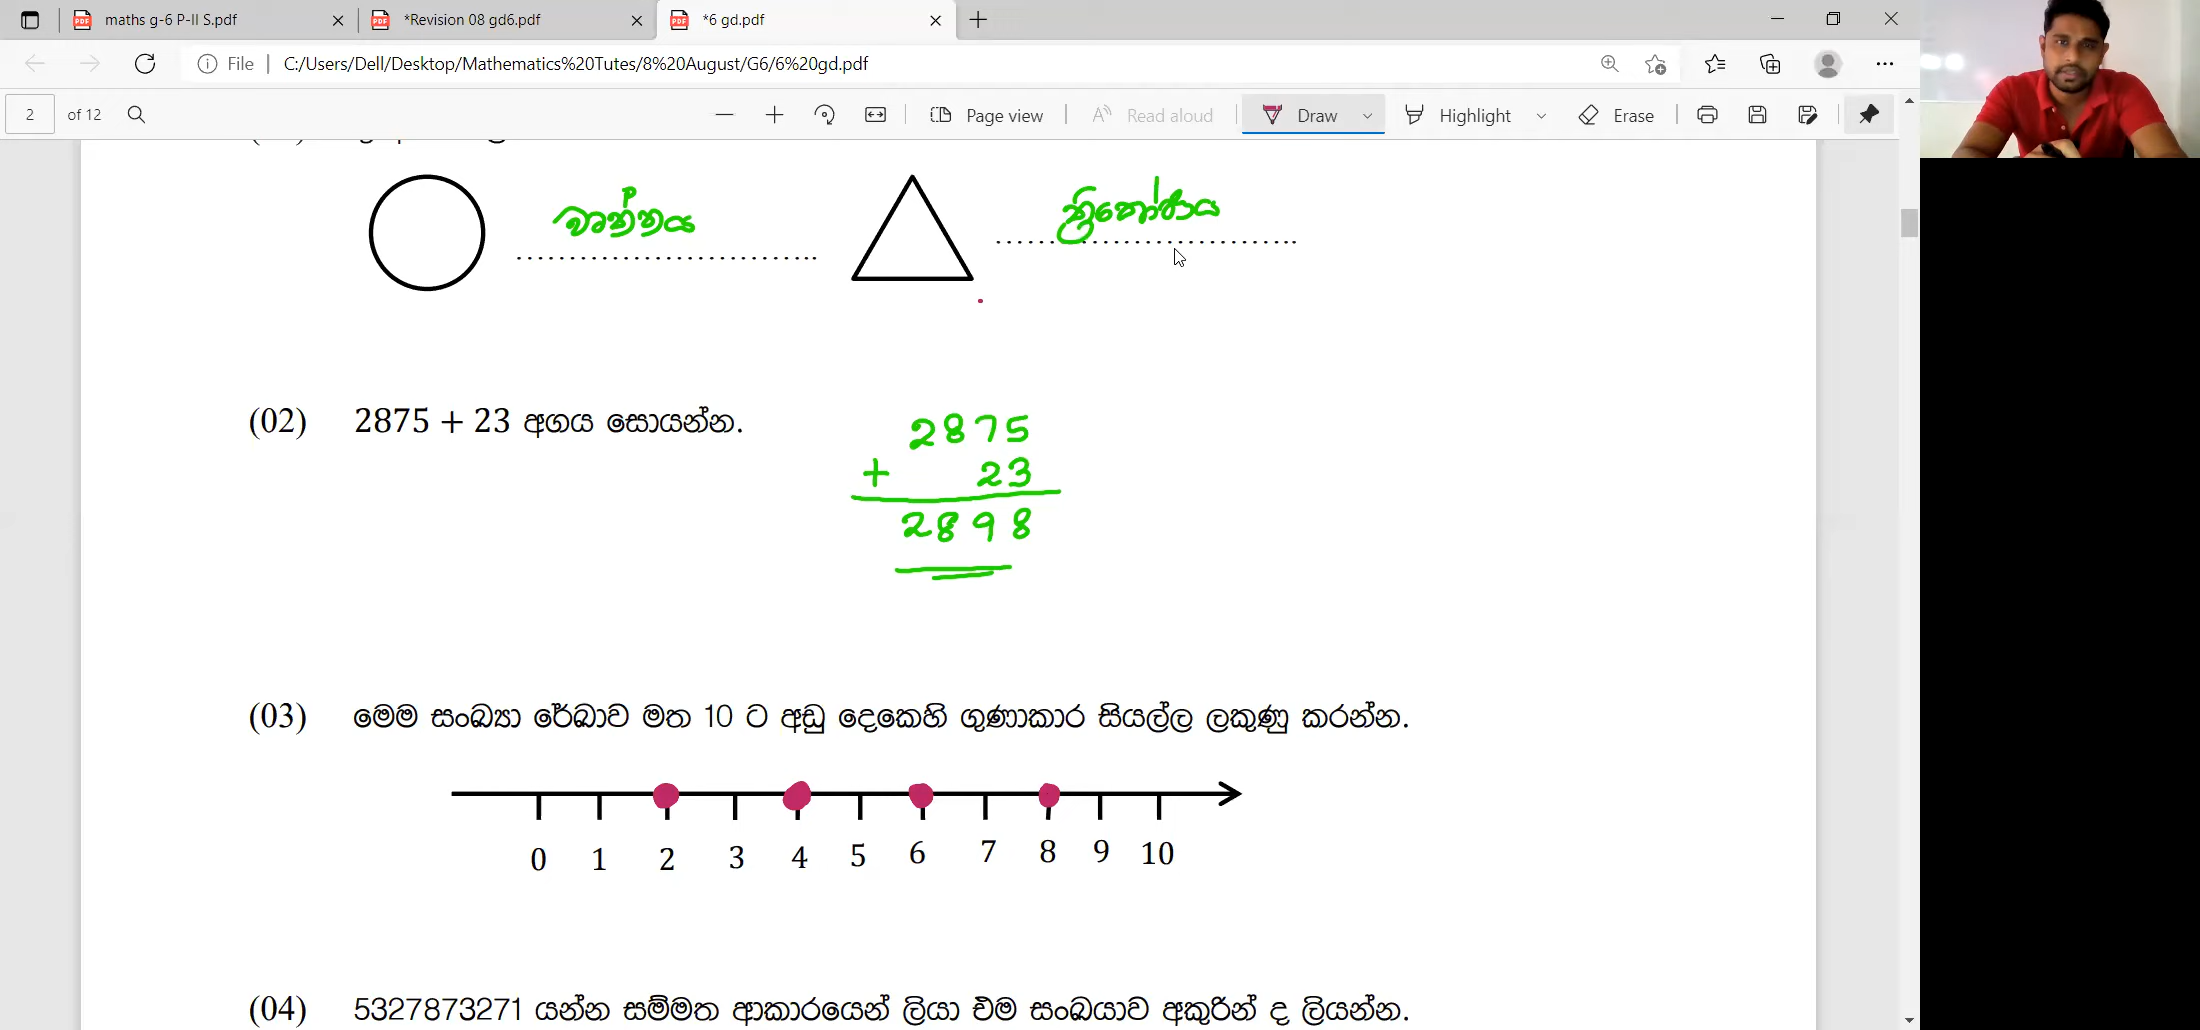 maths g-6 P-II S.pdf
*Revision 08 gd6.pdf
*6 gd.pdf
File
C:/Users/Dell/Desktop/Mathematics%20Tutes/8%20August/G6/6%20gd.pdf
2 of 12
Page view
Read aloud
Draw
Highlight
Erase
වෘත්තය
ත්‍රිකෝණය
(02) 2875 + 23 අගය සොයන්න.
2875
+ 23
2898
(03) මෙම සංඛ්‍යා රේඛාව මත 10 ට අඩු දෙකෙහි ගුණාකාර සියල්ල ලකුණු කරන්න.
0 1 2 3 4 5 6 7 8 9 10
(04) 5327873271 යන්න සම්මත ආකාරයෙන් ලියා එම සංඛයාව අකුරින් ද ලියන්න.